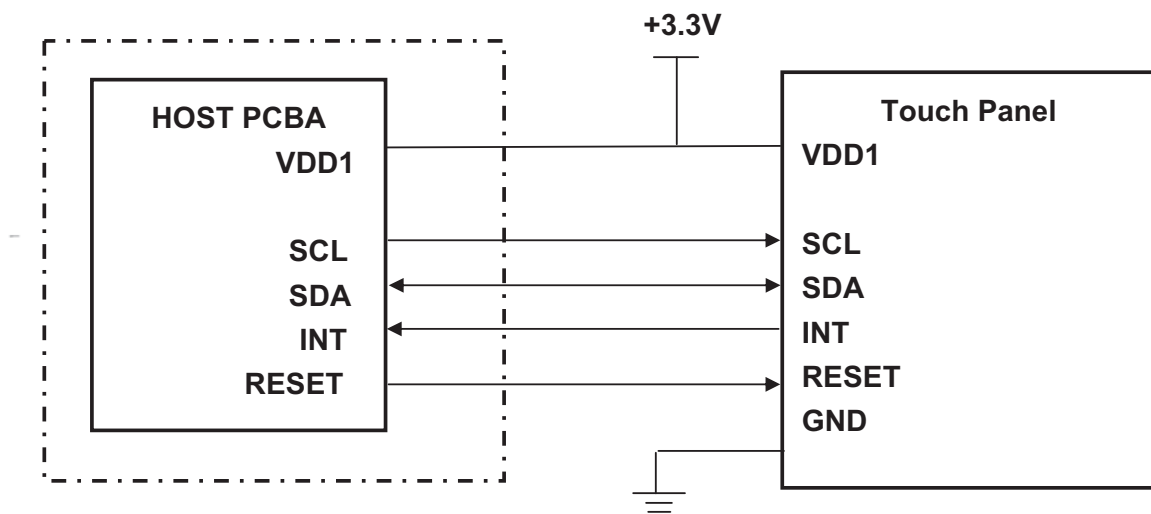 +3.3V
HOST PCBA
VDD1
SCL
SDA
INT
RESET
Touch Panel
VDD1
SCL
SDA
INT
RESET
GND